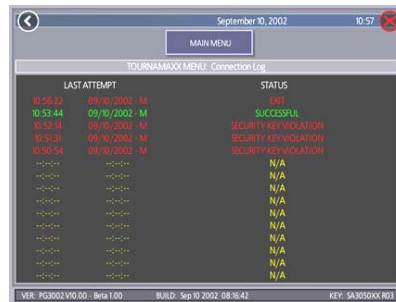 September 10, 2002 10:57
MAIN MENU
TOURNAMAXX MENU: Connection Log
LAST ATTEMPT STATUS
10:56:22 09/10/2002 - M EXIT
10:53:44 09/10/2002 - M SUCCESSFUL
10:52:14 09/10/2002 - M SECURITY KEY VIOLATION
10:51:31 09/10/2002 - M SECURITY KEY VIOLATION
10:50:54 09/10/2002 - M SECURITY KEY VIOLATION
--:--:-- --:--:-- N/A
--:--:-- --:--:-- N/A
--:--:-- --:--:-- N/A
--:--:-- --:--:-- N/A
--:--:-- --:--:-- N/A
--:--:-- --:--:-- N/A
--:--:-- --:--:-- N/A
--:--:-- --:--:-- N/A
--:--:-- --:--:-- N/A
--:--:-- --:--:-- N/A
VER: PG3002 V10.00 - Beta 1.00 BUILD: Sep 10 2002 08:16:42 KEY: SA3050XX R03